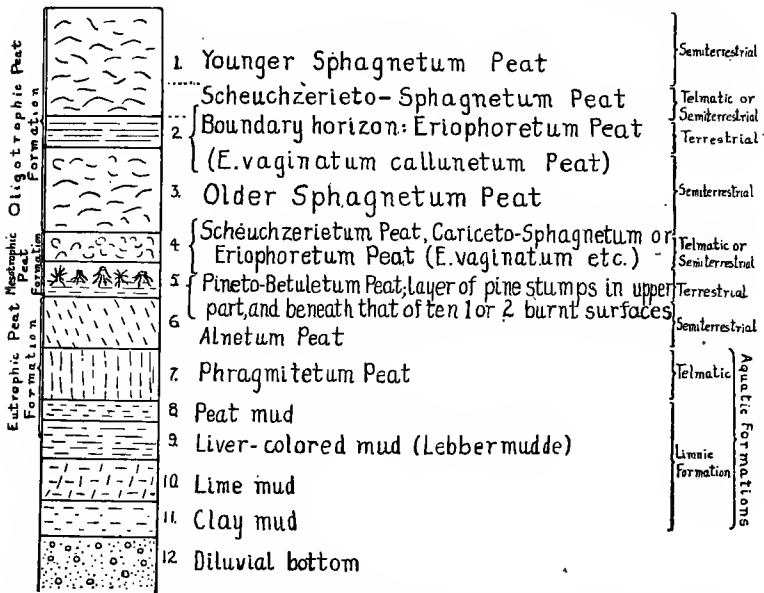 Oligotrophic Peat
Formation
Mesotrophic
Peat
Formation
Eutrophic Peat
Formation
1. Younger Sphagnetum Peat
Scheuchzerieto-Sphagnetum Peat
2. Boundary horizon: Eriophoretum Peat
(E.vaginatum callunetum Peat)
3. Older Sphagnetum Peat
4. Scheuchzerietum Peat, Cariceto-Sphagnetum or
Eriophoretum Peat (E.vaginatum etc.)
5. Pineto-Betuletum Peat; layer of pine stumps in upper
part, and beneath that often 1 or 2 burnt surfaces
6. Alnetum Peat
7. Phragmitetum Peat
8. Peat mud
9. Liver-colored mud (Lebbermudde)
10. Lime mud
11. Clay mud
12. Diluvial bottom
Semiterrestrial
Telmatic or
Semiterrestrial
Terrestrial
Semiterrestrial
Telmatic or
Semiterrestrial
Terrestrial
Semiterrestrial
Telmatic
Limnic
Formation
Aquatic formations